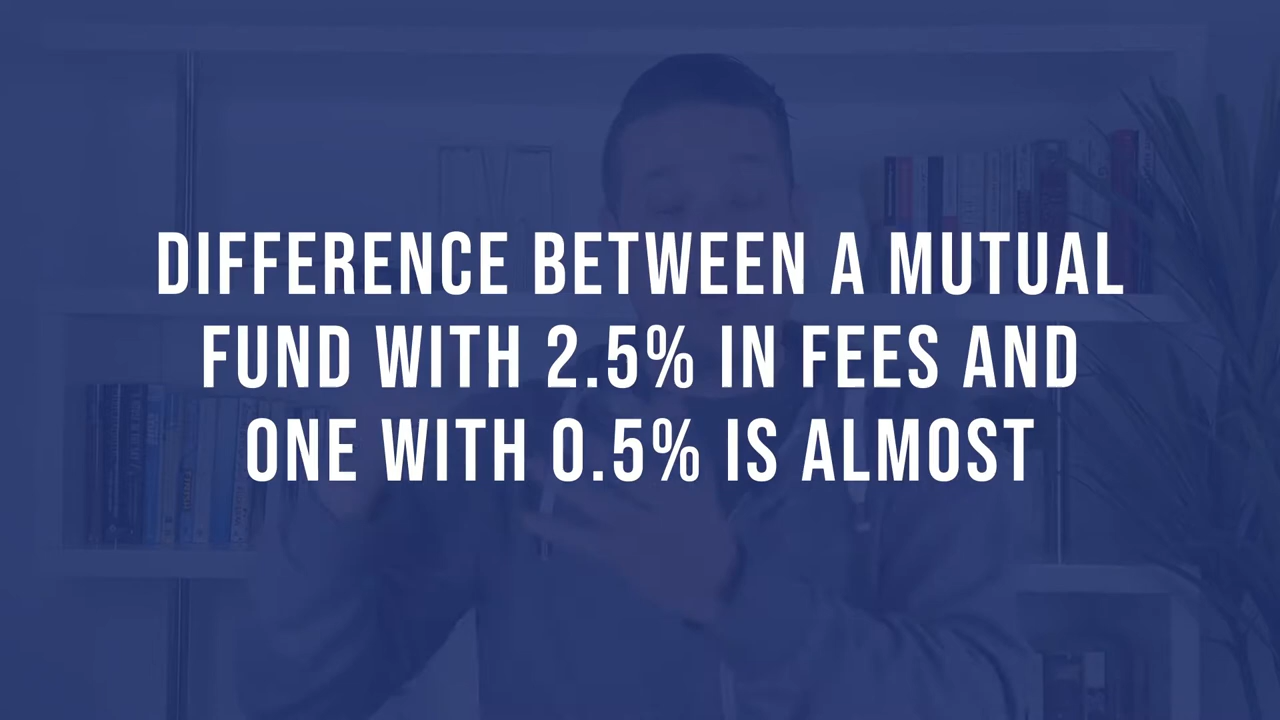 DIFFERENCE BETWEEN A MUTUAL
FUND WITH 2.5% IN FEES AND
ONE WITH 0.5% IS ALMOST